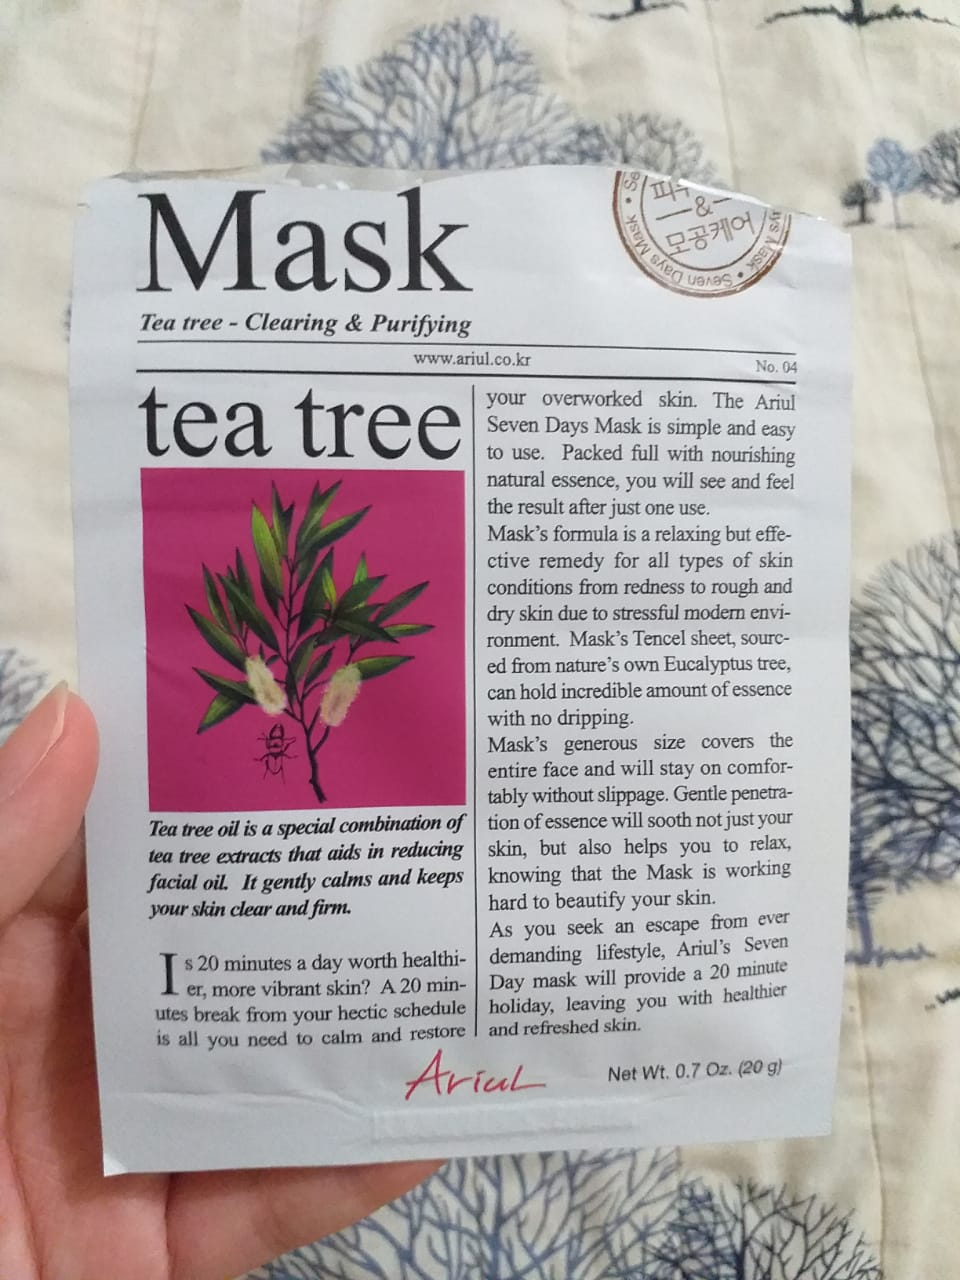 Mask
Tea tree - Clearing & Purifying
&
모공케어
Seven Days Mask
www.ariul.co.kr
No. 04
tea tree
Tea tree oil is a special combination of
tea tree extracts that aids in reducing
facial oil. It gently calms and keeps
your skin clear and firm.
Is 20 minutes a day worth healthi-
er, more vibrant skin? A 20 min-
utes break from your hectic schedule
is all you need to calm and restore
your overworked skin. The Ariul
Seven Days Mask is simple and easy
to use. Packed full with nourishing
natural essence, you will see and feel
the result after just one use.
Mask's formula is a relaxing but effe-
ctive remedy for all types of skin
conditions from redness to rough and
dry skin due to stressful modern envi-
ronment. Mask's Tencel sheet, sourc-
ed from nature's own Eucalyptus tree,
can hold incredible amount of essence
with no dripping.
Mask's generous size covers the
entire face and will stay on comfor-
tably without slippage. Gentle penetra-
tion of essence will sooth not just your
skin, but also helps you to relax,
knowing that the Mask is working
hard to beautify your skin.
As you seek an escape from ever
demanding lifestyle, Ariul's Seven
Day mask will provide a 20 minute
holiday, leaving you with healthier
and refreshed skin.
Ariul
Net Wt. 0.7 Oz. (20 g)